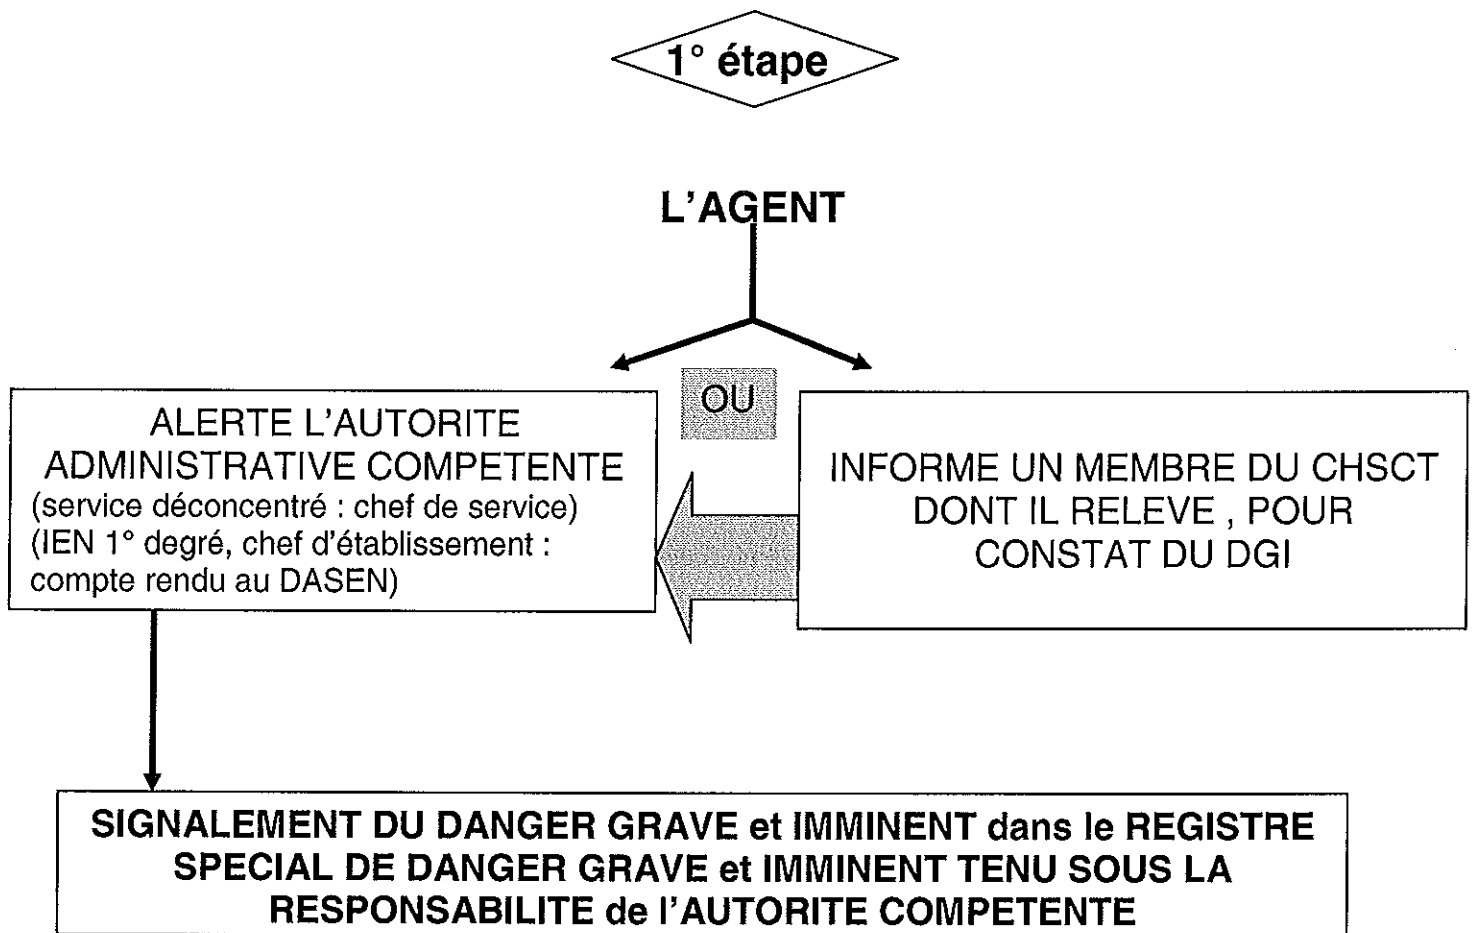 1° étape
L'AGENT
OU
ALERTE L'AUTORITE
ADMINISTRATIVE COMPETENTE
(service déconcentré : chef de service)
(IEN 1° degré, chef d'établissement :
compte rendu au DASEN)
INFORME UN MEMBRE DU CHSCT
DONT IL RELEVE , POUR
CONSTAT DU DGI
SIGNALEMENT DU DANGER GRAVE et IMMINENT dans le REGISTRE
SPECIAL DE DANGER GRAVE et IMMINENT TENU SOUS LA
RESPONSABILITE de l'AUTORITE COMPETENTE